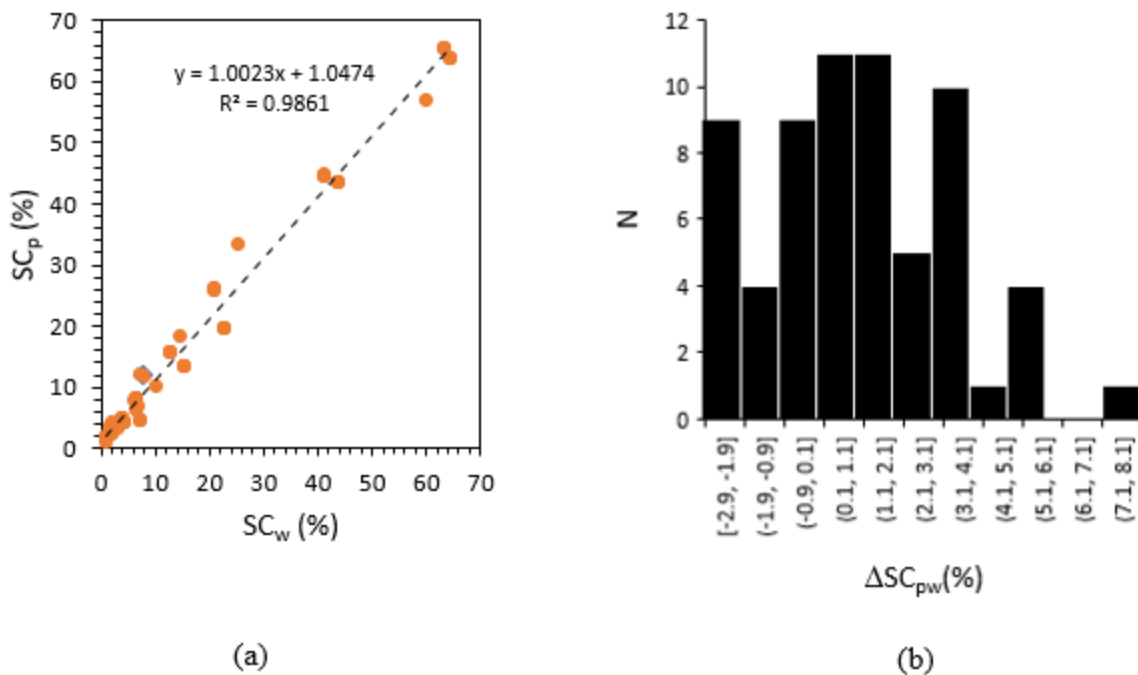 70
60
50
40
30
20
10
0
SCp (%)
y = 1.0023x + 1.0474
R² = 0.9861
0 10 20 30 40 50 60 70
SCw (%)
(a)
12
10
8
6
4
2
0
N
[-2.9, -1.9]
(-1.9, -0.9]
(-0.9, 0.1]
(0.1, 1.1]
(1.1, 2.1]
(2.1, 3.1]
(3.1, 4.1]
(4.1, 5.1]
(5.1, 6.1]
(6.1, 7.1]
(7.1, 8.1]
ΔSCpw(%)
(b)